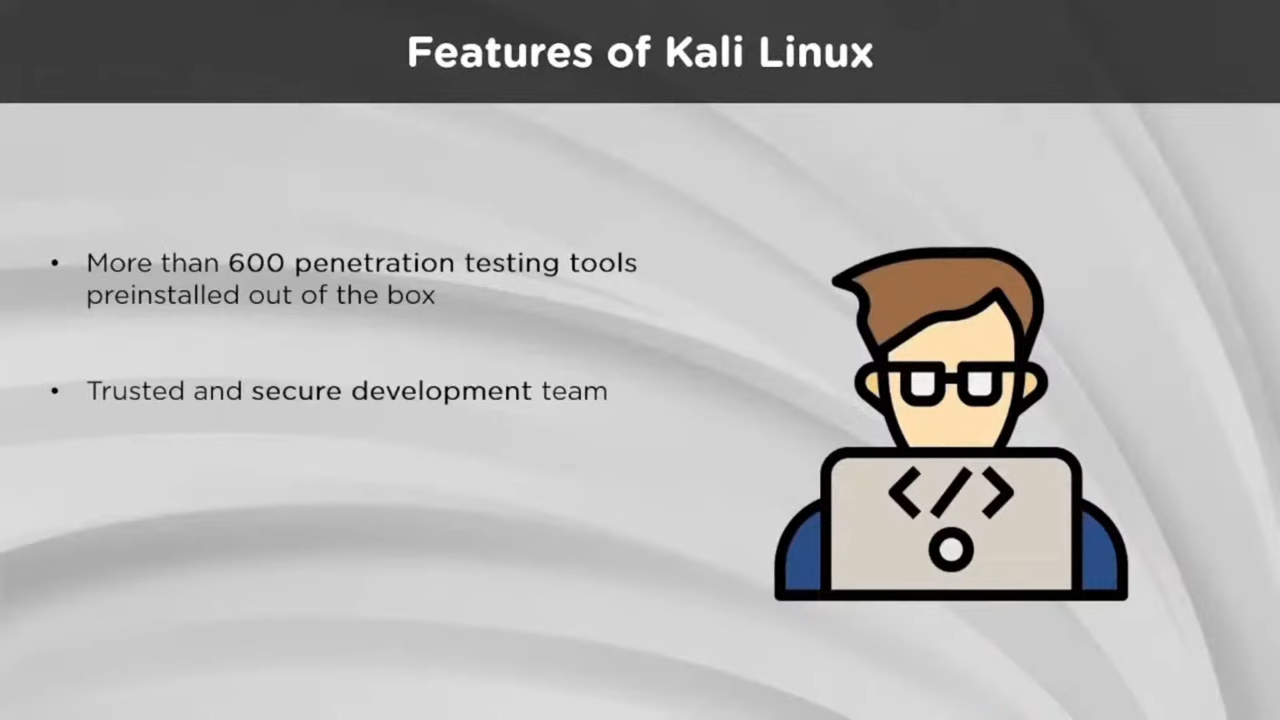 Features of Kali Linux
• More than 600 penetration testing tools
preinstalled out of the box
• Trusted and secure development team
</>